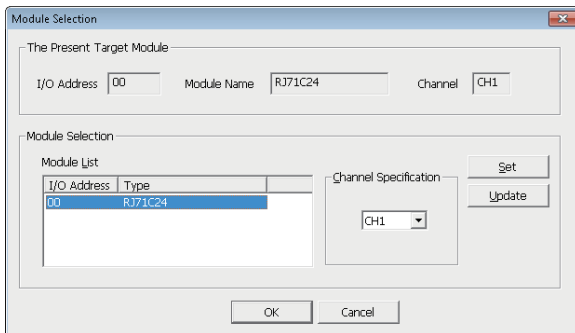 Module Selection
The Present Target Module
I/O Address 00 Module Name RJ71C24 Channel CH1
Module Selection
Module List
I/O Address Type
00 RJ71C24
Channel Specification
CH1
Set
Update
OK Cancel